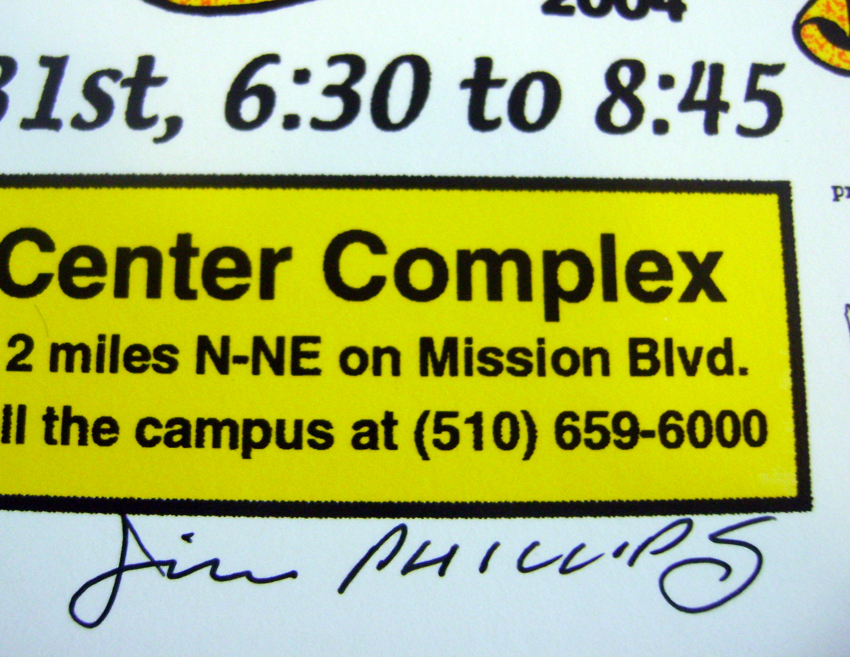 2004
31st, 6:30 to 8:45
Center Complex
2 miles N-NE on Mission Blvd.
ll the campus at (510) 659-6000
Jim PHILLIPS